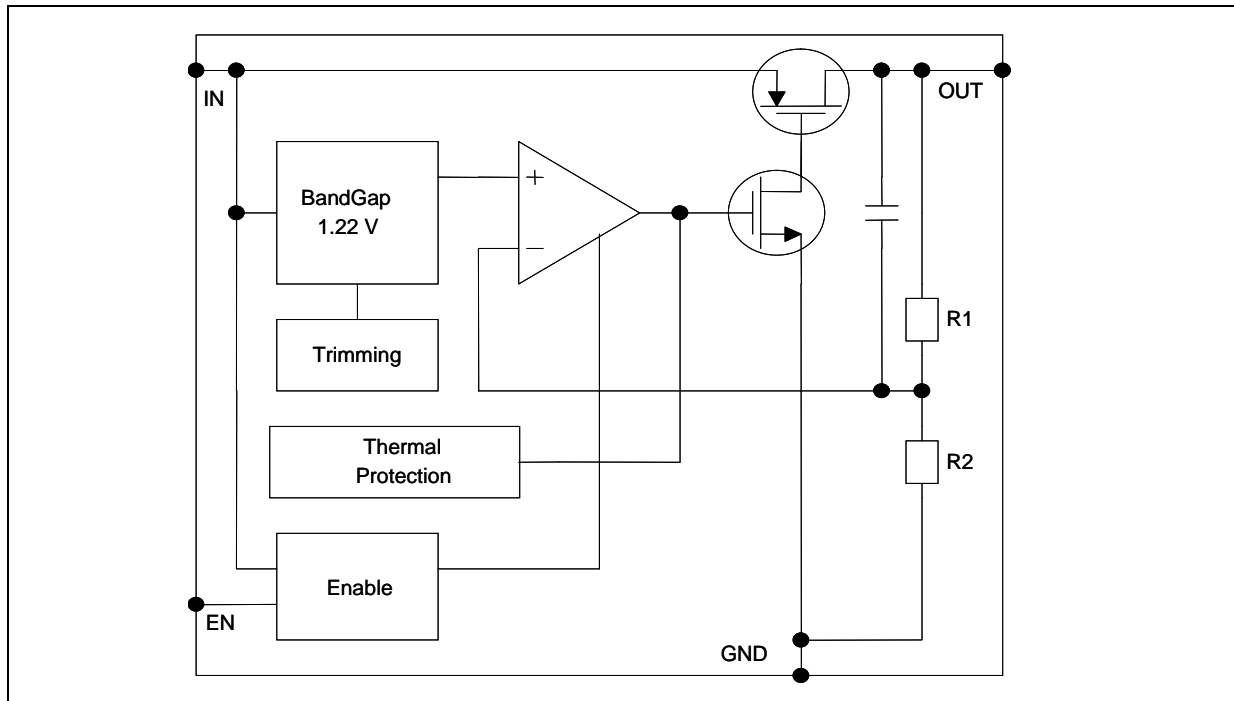 IN
OUT
BandGap
1.22 V
+
−
Trimming
R1
Thermal
Protection
R2
Enable
EN
GND